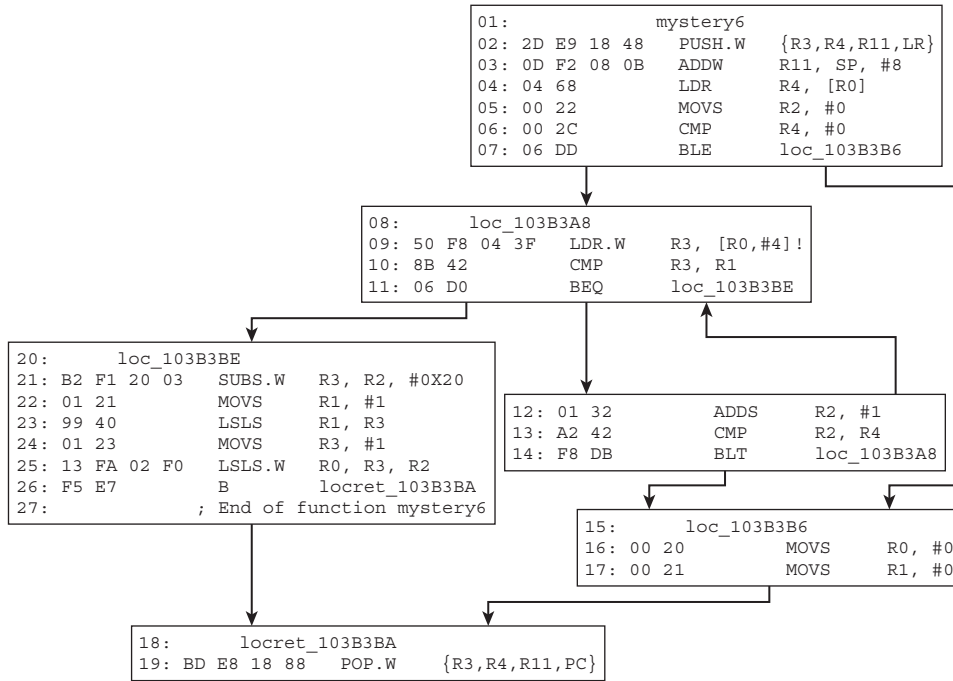 01: mystery6
02: 2D E9 18 48 PUSH.W {R3,R4,R11,LR}
03: 0D F2 08 0B ADDW R11, SP, #8
04: 04 68 LDR R4, [R0]
05: 00 22 MOVS R2, #0
06: 00 2C CMP R4, #0
07: 06 DD BLE loc_103B3B6
08: loc_103B3A8
09: 50 F8 04 3F LDR.W R3, [R0,#4]!
10: 8B 42 CMP R3, R1
11: 06 D0 BEQ loc_103B3BE
20: loc_103B3BE
21: B2 F1 20 03 SUBS.W R3, R2, #0X20
22: 01 21 MOVS R1, #1
23: 99 40 LSLS R1, R3
24: 01 23 MOVS R3, #1
25: 13 FA 02 F0 LSLS.W R0, R3, R2
26: F5 E7 B locret_103B3BA
27: ; End of function mystery6
12: 01 32 ADDS R2, #1
13: A2 42 CMP R2, R4
14: F8 DB BLT loc_103B3A8
15: loc_103B3B6
16: 00 20 MOVS R0, #0
17: 00 21 MOVS R1, #0
18: locret_103B3BA
19: BD E8 18 88 POP.W {R3,R4,R11,PC}